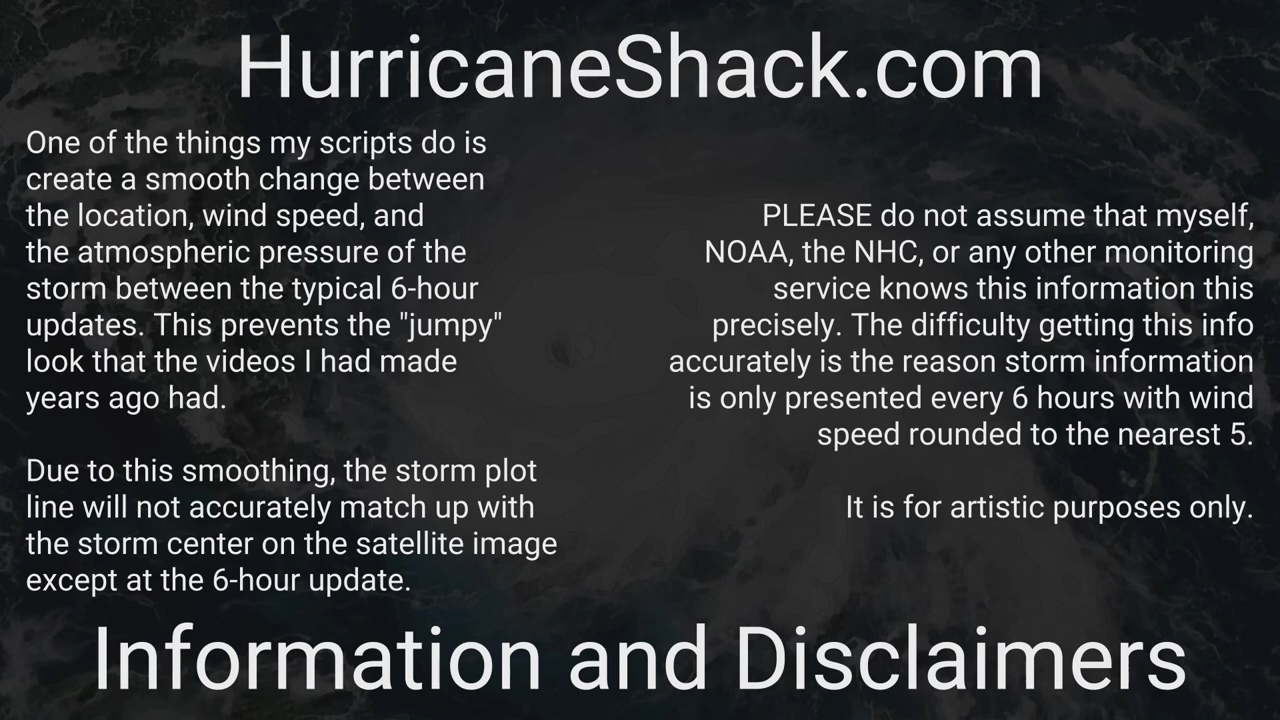 HurricaneShack.com
One of the things my scripts do is
create a smooth change between
the location, wind speed, and
the atmospheric pressure of the
storm between the typical 6-hour
updates. This prevents the "jumpy"
look that the videos I had made
years ago had.
Due to this smoothing, the storm plot
line will not accurately match up with
the storm center on the satellite image
except at the 6-hour update.
PLEASE do not assume that myself,
NOAA, the NHC, or any other monitoring
service knows this information this
precisely. The difficulty getting this info
accurately is the reason storm information
is only presented every 6 hours with wind
speed rounded to the nearest 5.
It is for artistic purposes only.
Information and Disclaimers